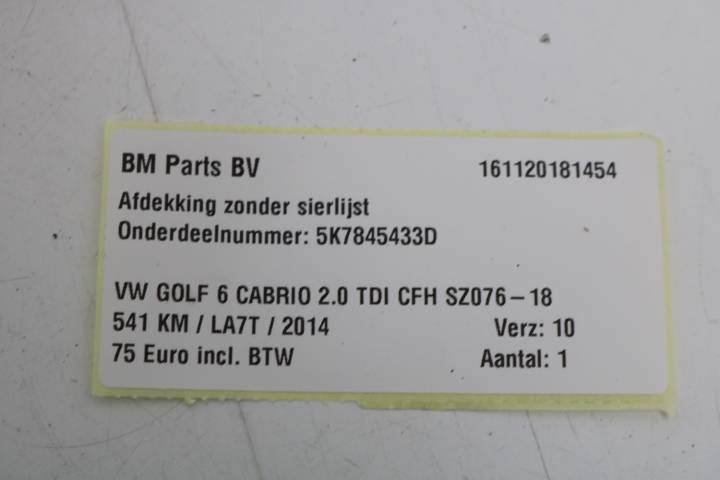 BM Parts BV 161120181454
Afdekking zonder sierlijst
Onderdeelnummer: 5K7845433D
VW GOLF 6 CABRIO 2.0 TDI CFH SZ076-18
541 KM / LA7T / 2014 Verz: 10
75 Euro incl. BTW Aantal: 1